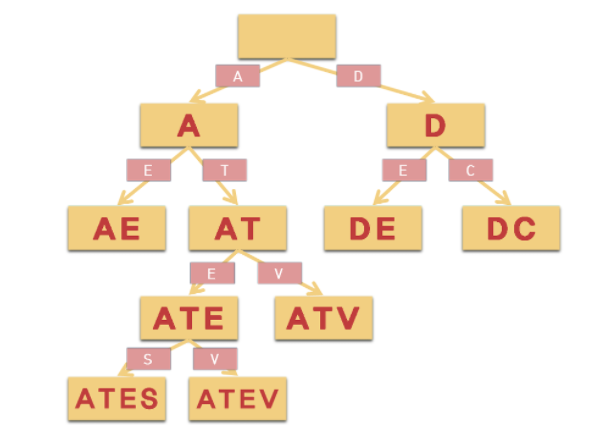 A D
A D
E T E C
AE AT DE DC
E V
ATE ATV
S V
ATES ATEV